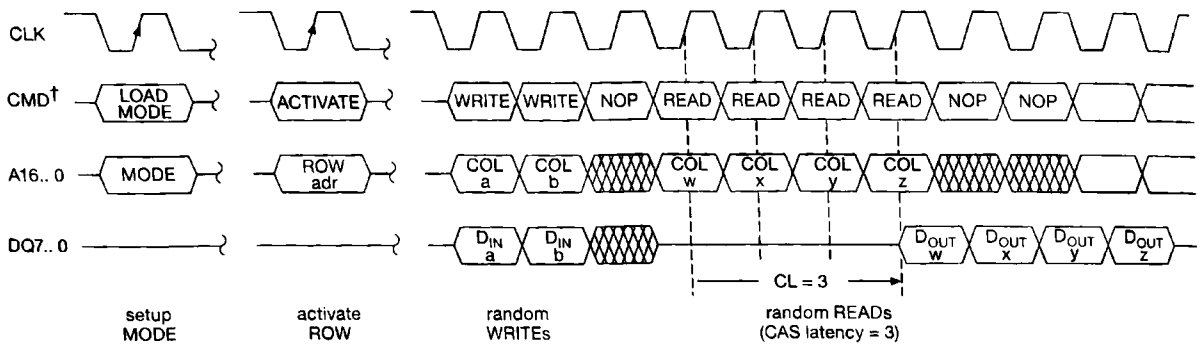 CLK
CMD†
LOAD MODE
ACTIVATE
WRITE WRITE NOP READ READ READ READ NOP NOP
A16..0
MODE
ROW adr
COL a COL b COL w COL x COL y COL z
DQ7..0
DIN a DIN b DOUT w DOUT x DOUT y DOUT z
CL = 3
setup MODE
activate ROW
random WRITEs
random READs
(CAS latency = 3)